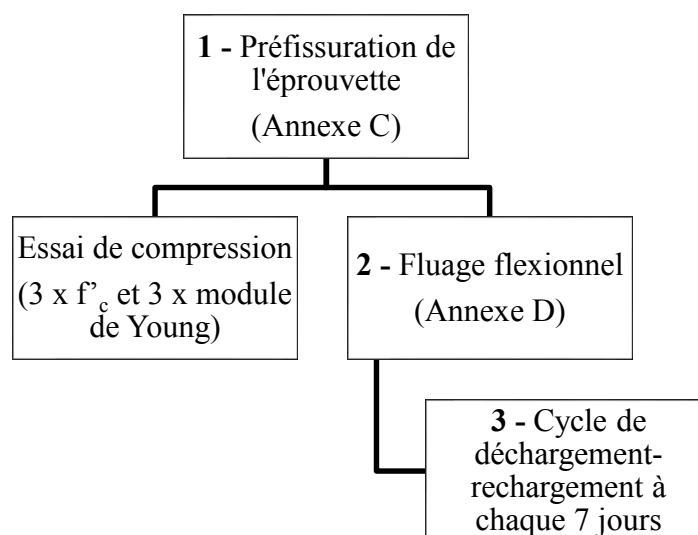 1 - Préfissuration de
l'éprouvette
(Annexe C)
Essai de compression
(3 x f’c et 3 x module
de Young)
2 - Fluage flexionnel
(Annexe D)
3 - Cycle de
déchargement-
rechargement à
chaque 7 jours